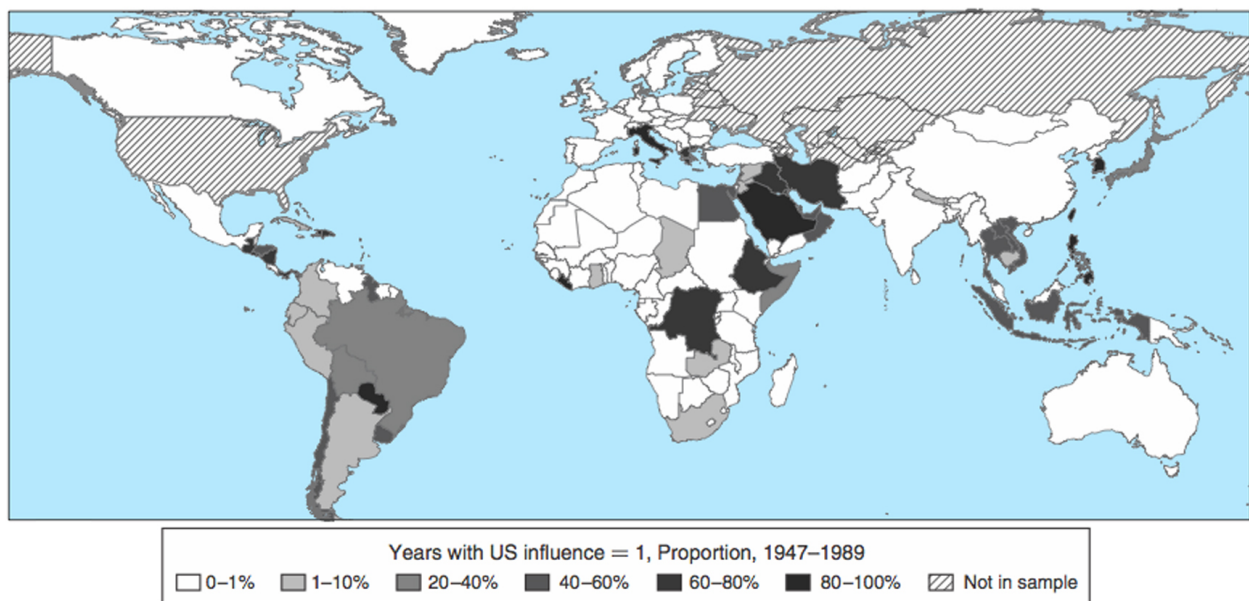 Years with US influence = 1, Proportion, 1947–1989
0–1% 1–10% 20–40% 40–60% 60–80% 80–100% Not in sample